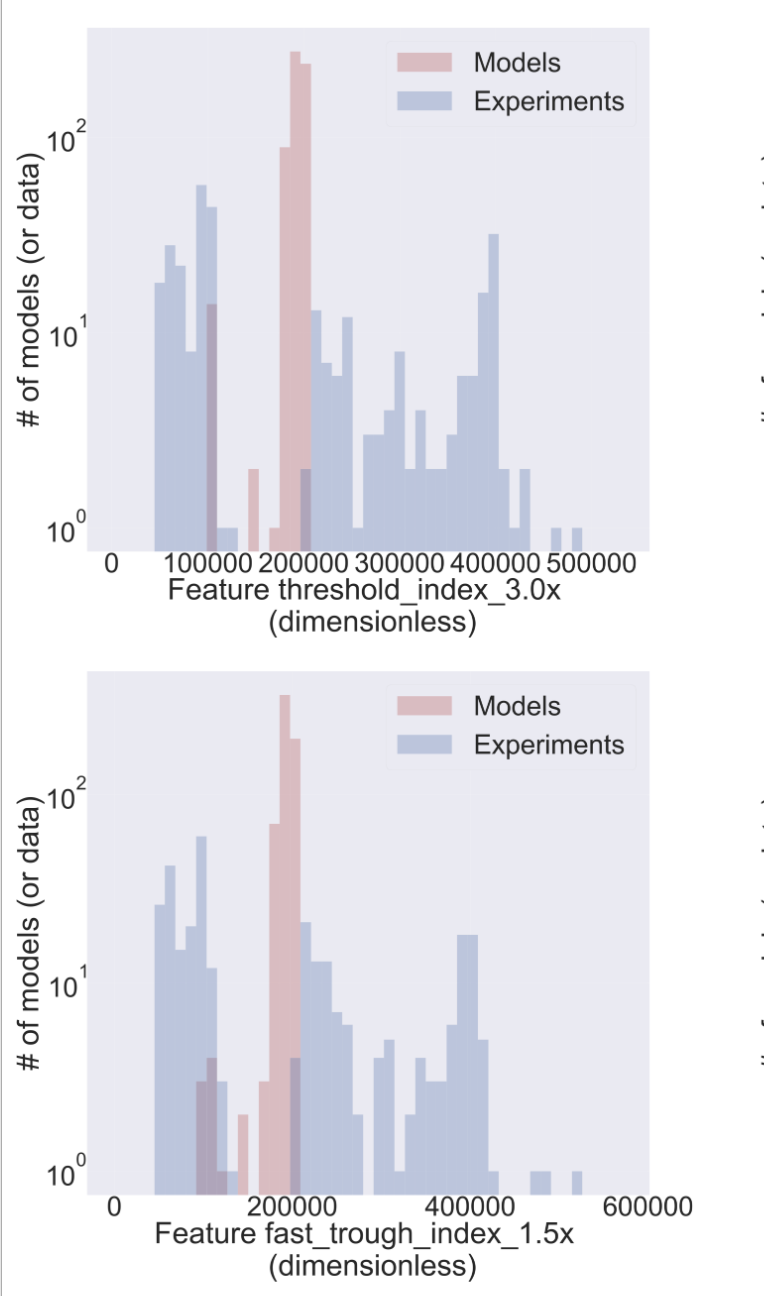 Models
Experiments
# of models (or data)
10^2
10^1
10^0
0 100000 200000 300000 400000 500000
Feature threshold_index_3.0x
(dimensionless)
Models
Experiments
# of models (or data)
10^2
10^1
10^0
0 200000 400000 600000
Feature fast_trough_index_1.5x
(dimensionless)